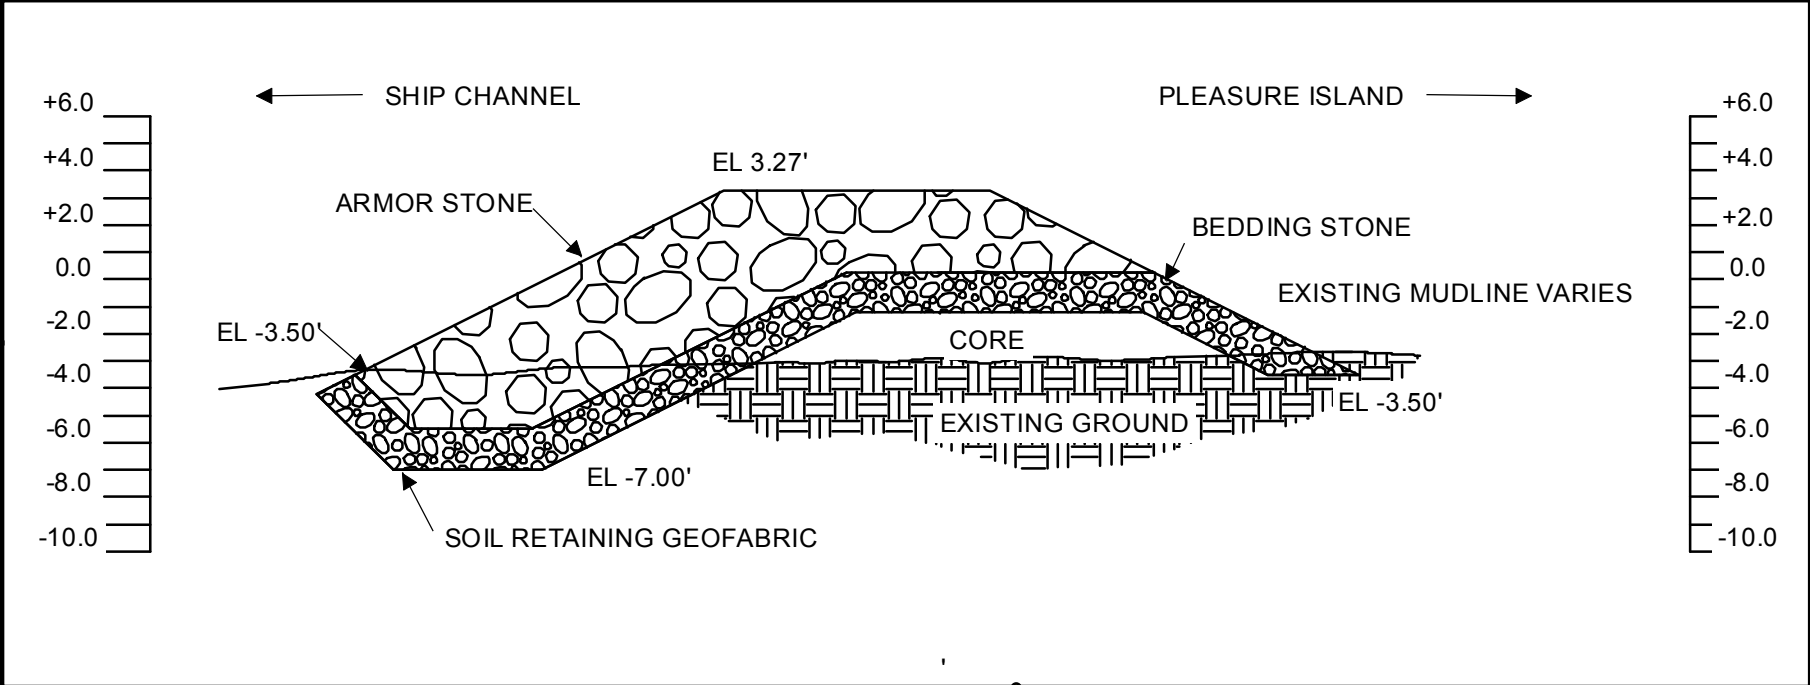 SHIP CHANNEL
PLEASURE ISLAND
+6.0
+4.0
+2.0
0.0
-2.0
-4.0
-6.0
-8.0
-10.0
EL 3.27'
ARMOR STONE
BEDDING STONE
EXISTING MUDLINE VARIES
EL -3.50'
CORE
EL -3.50'
EXISTING GROUND
EL -7.00'
SOIL RETAINING GEOFABRIC
+6.0
+4.0
+2.0
0.0
-2.0
-4.0
-6.0
-8.0
-10.0